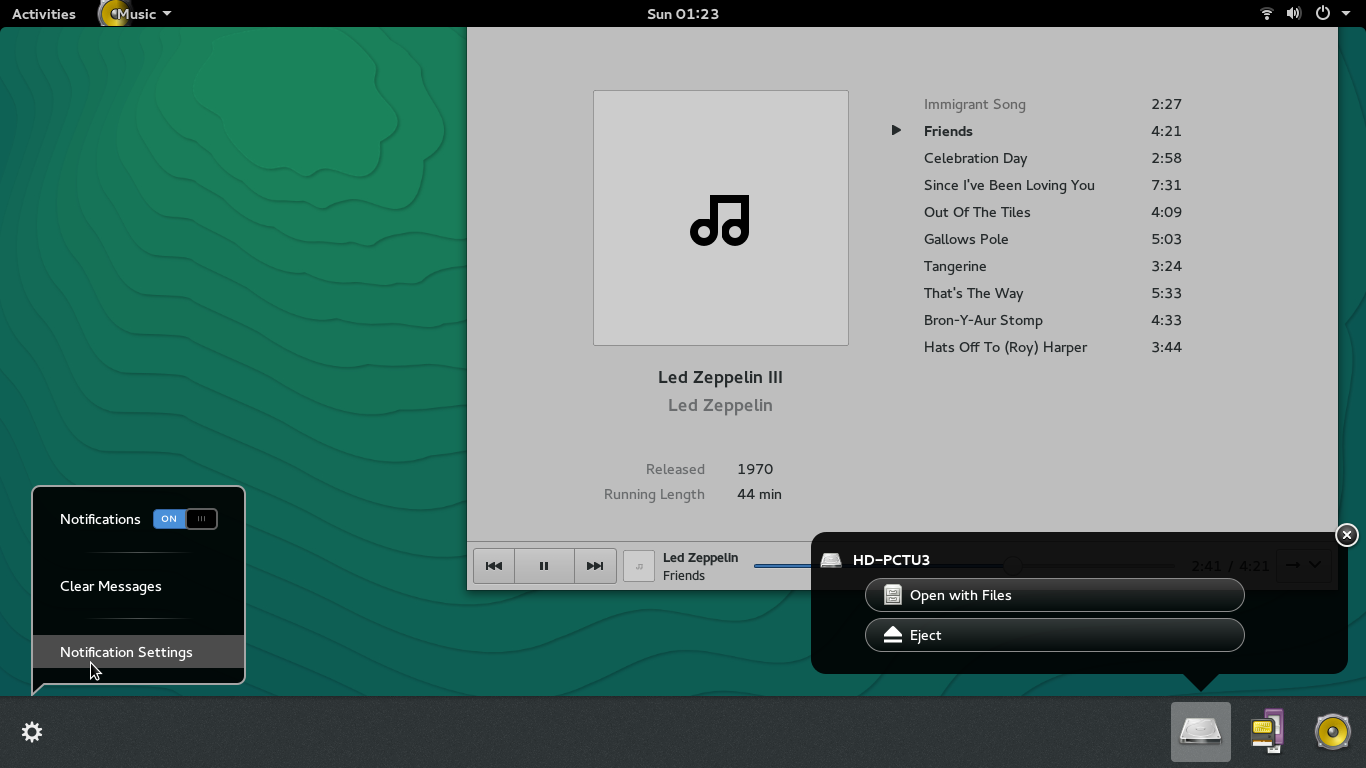 Activities Music Sun 01:23
Immigrant Song 2:27
Friends 4:21
Celebration Day 2:58
Since I've Been Loving You 7:31
Out Of The Tiles 4:09
Gallows Pole 5:03
Tangerine 3:24
That's The Way 5:33
Bron-Y-Aur Stomp 4:33
Hats Off To (Roy) Harper 3:44
Led Zeppelin III
Led Zeppelin
Released 1970
Running Length 44 min
Led Zeppelin
Friends
2:41 / 4:21
Notifications ON
Clear Messages
Notification Settings
HD-PCTU3
Open with Files
Eject